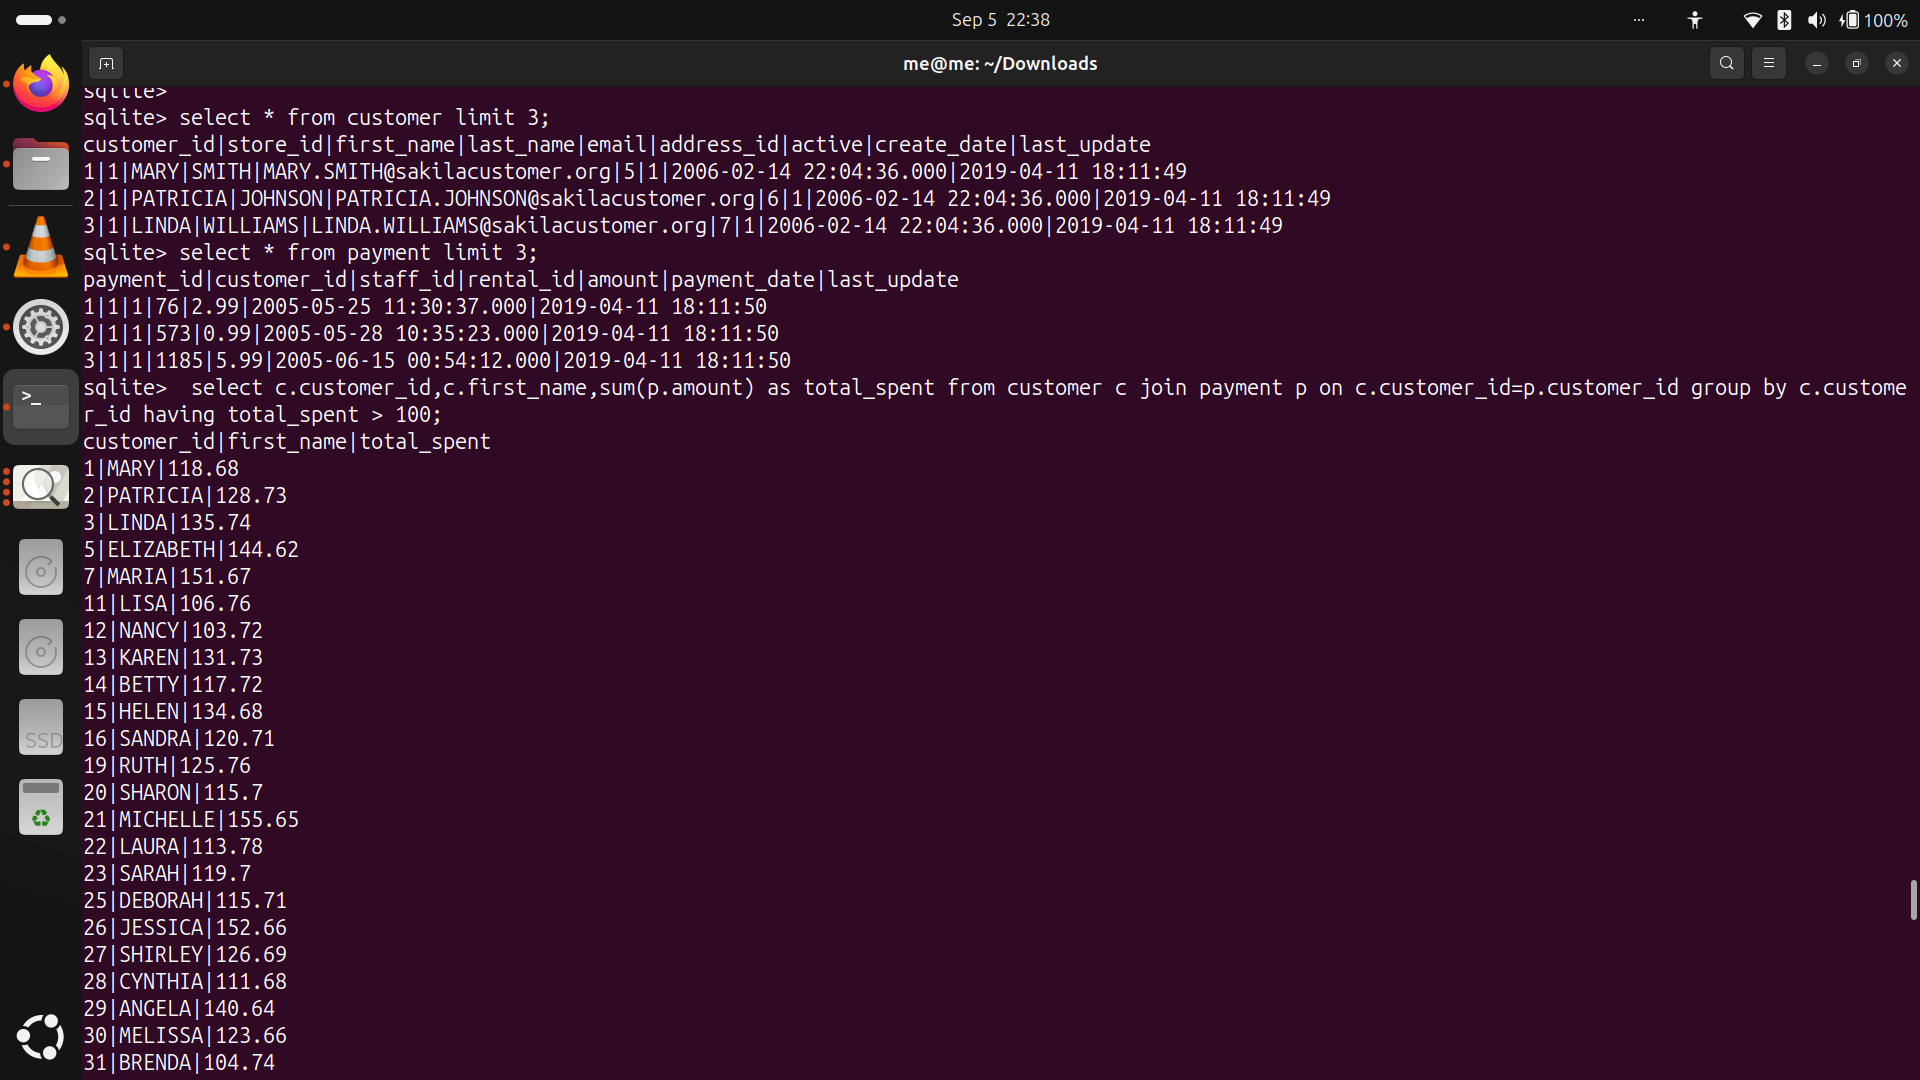 Sep 5 22:38
100%
me@me: ~/Downloads
sqlite>
sqlite> select * from customer limit 3;
customer_id|store_id|first_name|last_name|email|address_id|active|create_date|last_update
1|1|MARY|SMITH|MARY.SMITH@sakilacustomer.org|5|1|2006-02-14 22:04:36.000|2019-04-11 18:11:49
2|1|PATRICIA|JOHNSON|PATRICIA.JOHNSON@sakilacustomer.org|6|1|2006-02-14 22:04:36.000|2019-04-11 18:11:49
3|1|LINDA|WILLIAMS|LINDA.WILLIAMS@sakilacustomer.org|7|1|2006-02-14 22:04:36.000|2019-04-11 18:11:49
sqlite> select * from payment limit 3;
payment_id|customer_id|staff_id|rental_id|amount|payment_date|last_update
1|1|1|76|2.99|2005-05-25 11:30:37.000|2019-04-11 18:11:50
2|1|1|573|0.99|2005-05-28 10:35:23.000|2019-04-11 18:11:50
3|1|1|1185|5.99|2005-06-15 00:54:12.000|2019-04-11 18:11:50
sqlite>  select c.customer_id,c.first_name,sum(p.amount) as total_spent from customer c join payment p on c.customer_id=p.customer_id group by c.custome
r_id having total_spent > 100;
customer_id|first_name|total_spent
1|MARY|118.68
2|PATRICIA|128.73
3|LINDA|135.74
5|ELIZABETH|144.62
7|MARIA|151.67
11|LISA|106.76
12|NANCY|103.72
13|KAREN|131.73
14|BETTY|117.72
15|HELEN|134.68
16|SANDRA|120.71
19|RUTH|125.76
20|SHARON|115.7
21|MICHELLE|155.65
22|LAURA|113.78
23|SARAH|119.7
25|DEBORAH|115.71
26|JESSICA|152.66
27|SHIRLEY|126.69
28|CYNTHIA|111.68
29|ANGELA|140.64
30|MELISSA|123.66
31|BRENDA|104.74
>_
SSD